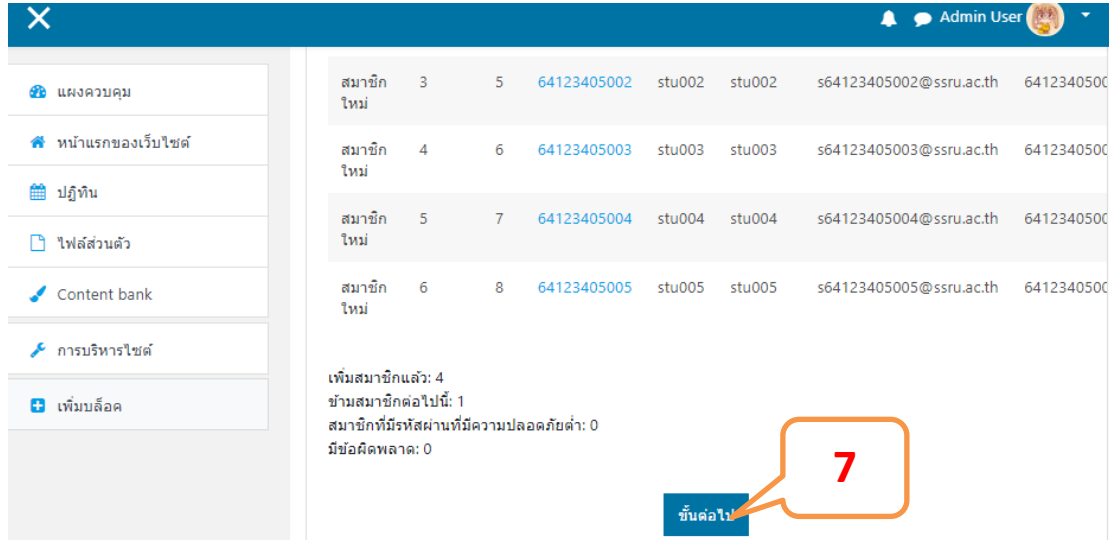 Admin User
แผงควบคุม
หน้าแรกของเว็บไซต์
ปฏิทิน
ไฟล์ส่วนตัว
Content bank
การบริหารไซต์
เพิ่มบล็อค
สมาชิก 3 5 64123405002 stu002 stu002 s64123405002@ssru.ac.th 6412340500
ใหม่
สมาชิก 4 6 64123405003 stu003 stu003 s64123405003@ssru.ac.th 6412340500
ใหม่
สมาชิก 5 7 64123405004 stu004 stu004 s64123405004@ssru.ac.th 6412340500
ใหม่
สมาชิก 6 8 64123405005 stu005 stu005 s64123405005@ssru.ac.th 6412340500
ใหม่
เพิ่มสมาชิกแล้ว: 4
ข้ามสมาชิกต่อไปนี้: 1
สมาชิกที่มีรหัสผ่านที่มีความปลอดภัยต่ำ: 0
มีข้อผิดพลาด: 0
7
ขั้นต่อไป